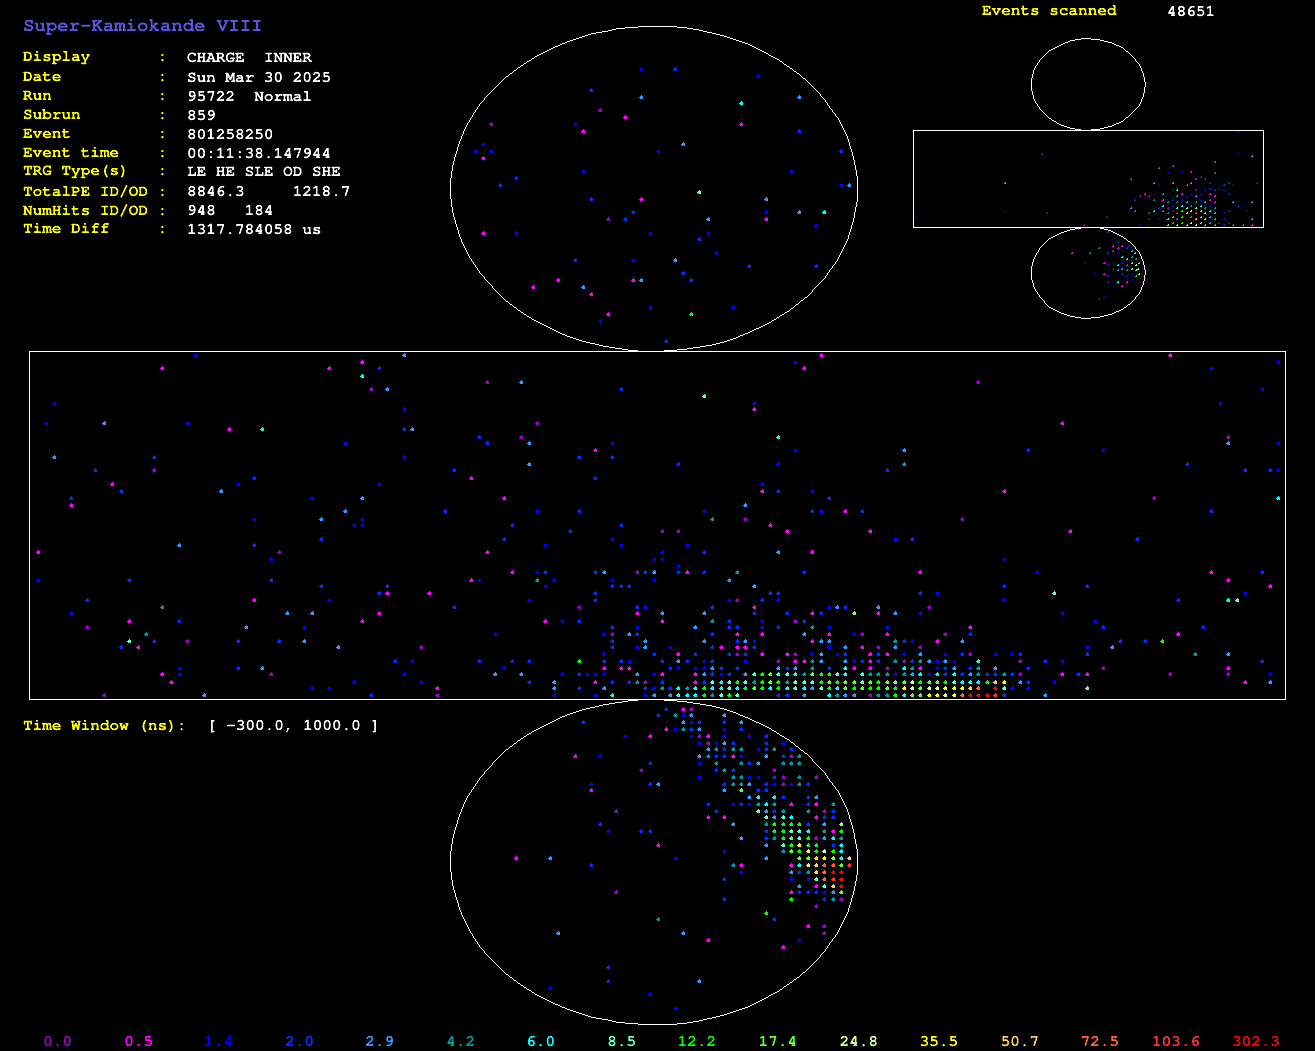 Super-Kamiokande VIII
Events scanned 48651
Display : CHARGE INNER
Date : Sun Mar 30 2025
Run : 95722 Normal
Subrun : 859
Event : 801258250
Event time : 00:11:38.147944
TRG Type(s) : LE HE SLE OD SHE
TotalPE ID/OD : 8846.3 1218.7
NumHits ID/OD : 948 184
Time Diff : 1317.784058 us
Time Window (ns): [ -300.0, 1000.0 ]
0.0 0.5 1.4 2.0 2.9 4.2 6.0 8.5 12.2 17.4 24.8 35.5 50.7 72.5 103.6 302.3